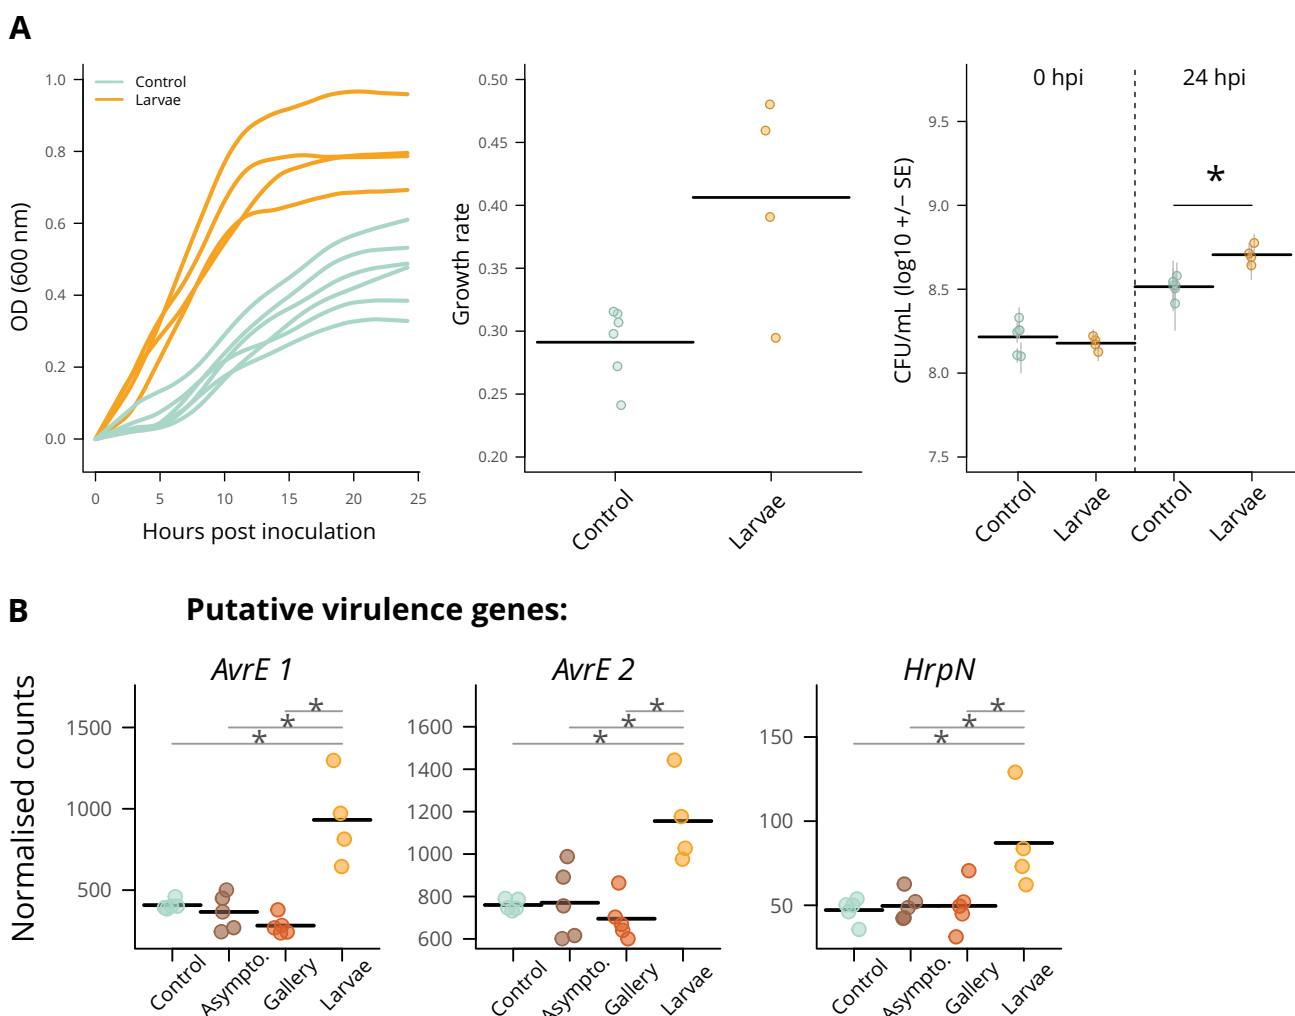 A
OD (600 nm)
1.0
0.8
0.6
0.4
0.2
0.0
Control
Larvae
0 5 10 15 20 25
Hours post inoculation
Growth rate
0.50
0.45
0.40
0.35
0.30
0.25
0.20
Control Larvae
CFU/mL (log10 +/− SE)
9.5
9.0
8.5
8.0
7.5
0 hpi 24 hpi
*
Control Larvae Control Larvae
B
Putative virulence genes:
Normalised counts
AvrE 1
1500
1000
500
*
*
*
Control Asympto. Gallery Larvae
AvrE 2
1600
1400
1200
1000
800
600
*
*
*
Control Asympto. Gallery Larvae
HrpN
150
100
50
*
*
*
Control Asympto. Gallery Larvae